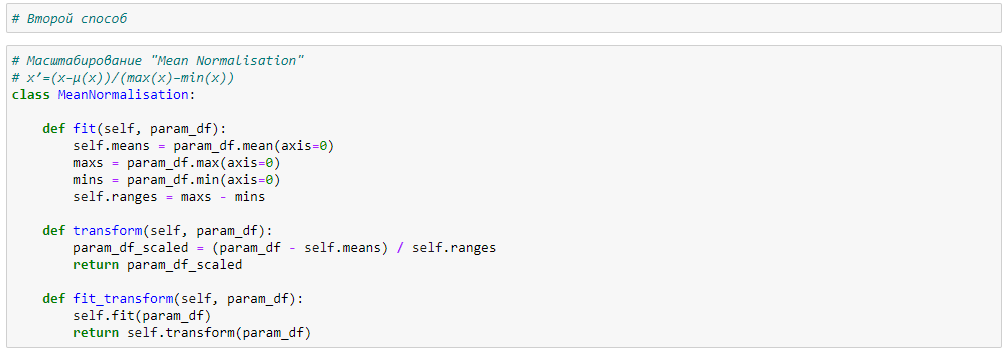 # Второй способ
# Масштабирование "Mean Normalisation"
# x’=(x–μ(x))/(max(x)–min(x))
class MeanNormalisation:
    def fit(self, param_df):
        self.means = param_df.mean(axis=0)
        maxs = param_df.max(axis=0)
        mins = param_df.min(axis=0)
        self.ranges = maxs - mins
    def transform(self, param_df):
        param_df_scaled = (param_df - self.means) / self.ranges
        return param_df_scaled
    def fit_transform(self, param_df):
        self.fit(param_df)
        return self.transform(param_df)